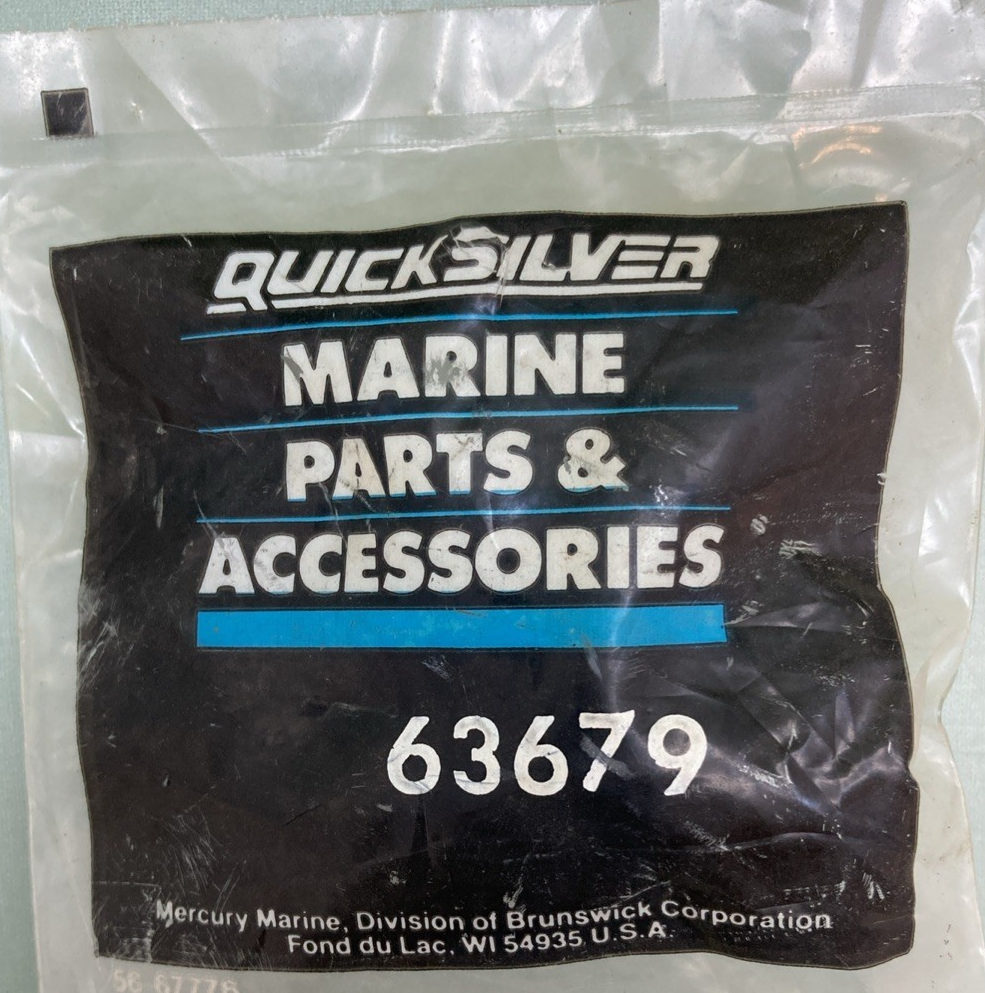 QUICKSILVER
MARINE
PARTS &
ACCESSORIES
63679
Mercury Marine, Division of Brunswick Corporation
Fond du Lac, WI 54935 U.S.A.